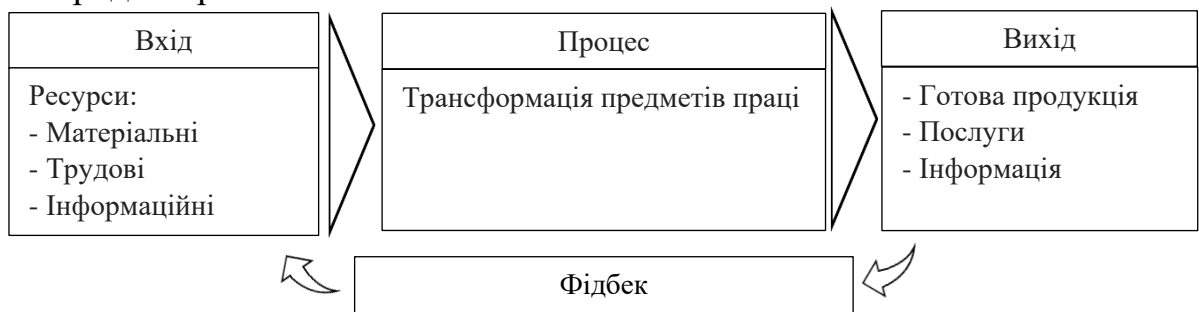 Вхід
Ресурси:
- Матеріальні
- Трудові
- Інформаційні
Процес
Трансформація предметів праці
Вихід
- Готова продукція
- Послуги
- Інформація
Фідбек